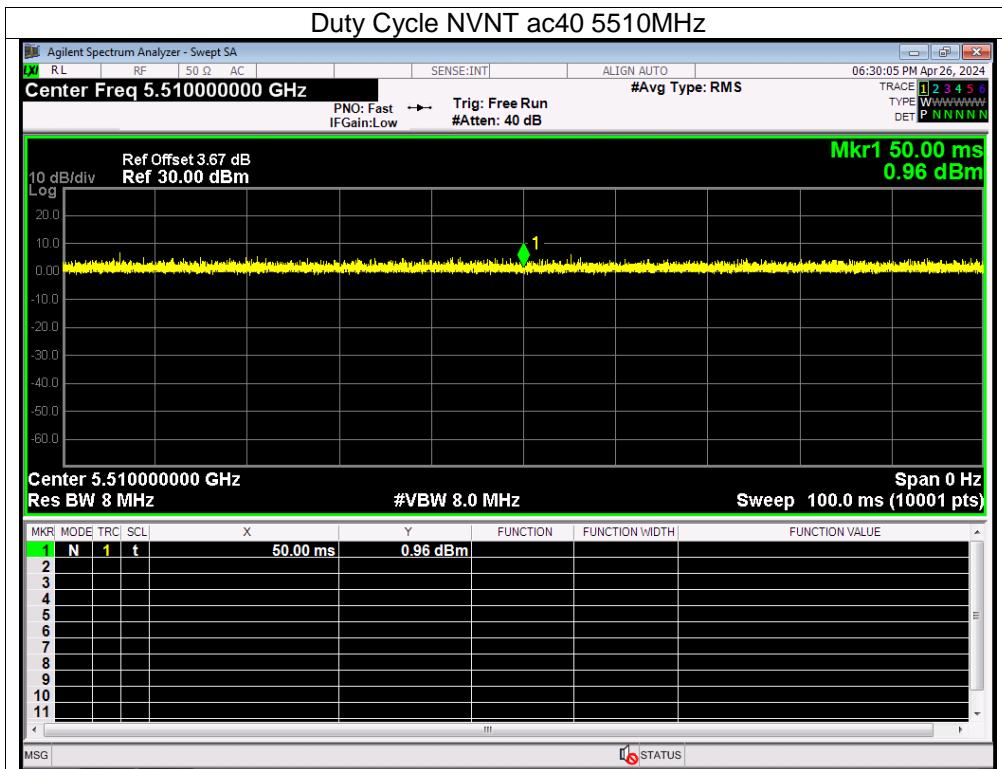 Duty Cycle NVNT ac40 5510MHz
Agilent Spectrum Analyzer - Swept SA
LXI RL RF 50 Ω AC SENSE:INT ALIGN AUTO 06:30:05 PM Apr 26, 2024
Center Freq 5.510000000 GHz #Avg Type: RMS TRACE 1 2 3 4 5 6
PNO: Fast Trig: Free Run TYPE WWWWWWW
IFGain:Low #Atten: 40 dB DET P N N N N N
Mkr1 50.00 ms
Ref Offset 3.67 dB
10 dB/div Ref 30.00 dBm 0.96 dBm
Log
20.0
10.0
1
0.00
-10.0
-20.0
-30.0
-40.0
-50.0
-60.0
Center 5.510000000 GHz Span 0 Hz
Res BW 8 MHz #VBW 8.0 MHz Sweep 100.0 ms (10001 pts)
MKR MODE TRC SCL X Y FUNCTION FUNCTION WIDTH FUNCTION VALUE
1 N 1 t 50.00 ms 0.96 dBm
2
3
4
5
6
7
8
9
10
11
MSG STATUS